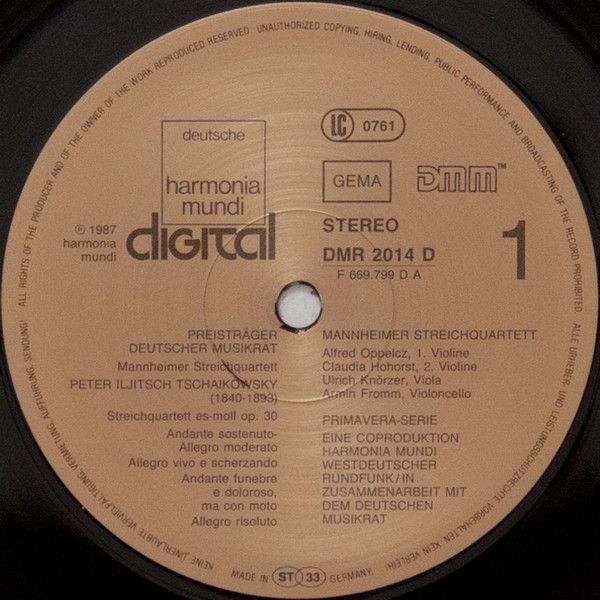 ALL RIGHTS OF THE PRODUCER AND OF THE OWNER OF THE WORK REPRODUCED RESERVED. UNAUTHORIZED COPYING, HIRING, LENDING, PUBLIC PERFORMANCE AND BROADCASTING OF THE RECORD PROHIBITED. ALLE URHEBER- UND LEISTUNGSSCHUTZRECHTE VORBEHALTEN. KEIN VERLEIH! KEINE UNERLAUBTE VERVIELFÄLTIGUNG, VERMIETUNG, AUFFÜHRUNG, SENDUNG!
deutsche
harmonia
mundi
digital
℗ 1987
harmonia
mundi
LC 0761
GEMA
DMM™
STEREO
DMR 2014 D
F 669.799 D A
1
PREISTRÄGER
DEUTSCHER MUSIKRAT
Mannheimer Streichquartett
PETER ILJITSCH TSCHAIKOWSKY
(1840-1893)
Streichquartett es-moll op. 30
Andante sostenuto-
Allegro moderato
Allegro vivo e scherzando
Andante funebre
e doloroso,
ma con moto
Allegro risoluto
MANNHEIMER STREICHQUARTETT
Alfred Oppelcz, 1. Violine
Claudia Hohorst, 2. Violine
Ulrich Knörzer, Viola
Armin Fromm, Violoncello
PRIMAVERA-SERIE
EINE COPRODUKTION
HARMONIA MUNDI
WESTDEUTSCHER
RUNDFUNK/IN
ZUSAMMENARBEIT MIT
DEM DEUTSCHEN
MUSIKRAT
MADE IN ST 33 GERMANY